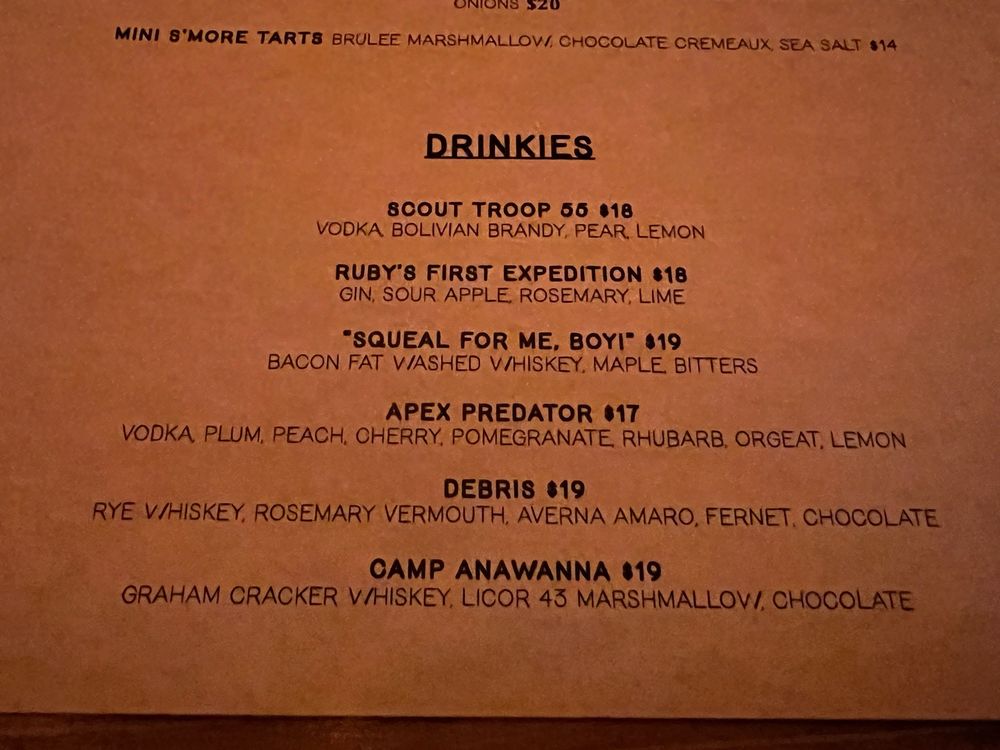 ONIONS $20
MINI S'MORE TARTS BRULEE MARSHMALLOW, CHOCOLATE CREMEAUX, SEA SALT $14
DRINKIES
SCOUT TROOP 55 $18
VODKA, BOLIVIAN BRANDY, PEAR, LEMON
RUBY'S FIRST EXPEDITION $18
GIN, SOUR APPLE, ROSEMARY, LIME
"SQUEAL FOR ME, BOY!" $19
BACON FAT WASHED WHISKEY, MAPLE, BITTERS
APEX PREDATOR $17
VODKA, PLUM, PEACH, CHERRY, POMEGRANATE, RHUBARB, ORGEAT, LEMON
DEBRIS $19
RYE WHISKEY, ROSEMARY VERMOUTH, AVERNA AMARO, FERNET, CHOCOLATE
CAMP ANAWANNA $19
GRAHAM CRACKER WHISKEY, LICOR 43 MARSHMALLOW, CHOCOLATE